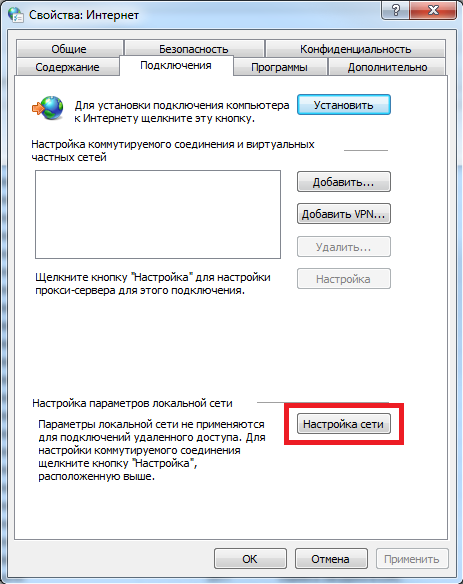 Свойства: Интернет
Общие Безопасность Конфиденциальность
Содержание Подключения Программы Дополнительно
Для установки подключения компьютера
к Интернету щелкните эту кнопку.
Установить
Настройка коммутируемого соединения и виртуальных
частных сетей
Добавить...
Добавить VPN...
Удалить...
Щелкните кнопку "Настройка" для настройки
прокси-сервера для этого подключения.
Настройка
Настройка параметров локальной сети
Параметры локальной сети не применяются
для подключений удаленного доступа. Для
настройки коммутируемого соединения
щелкните кнопку "Настройка",
расположенную выше.
Настройка сети
ОК Отмена Применить